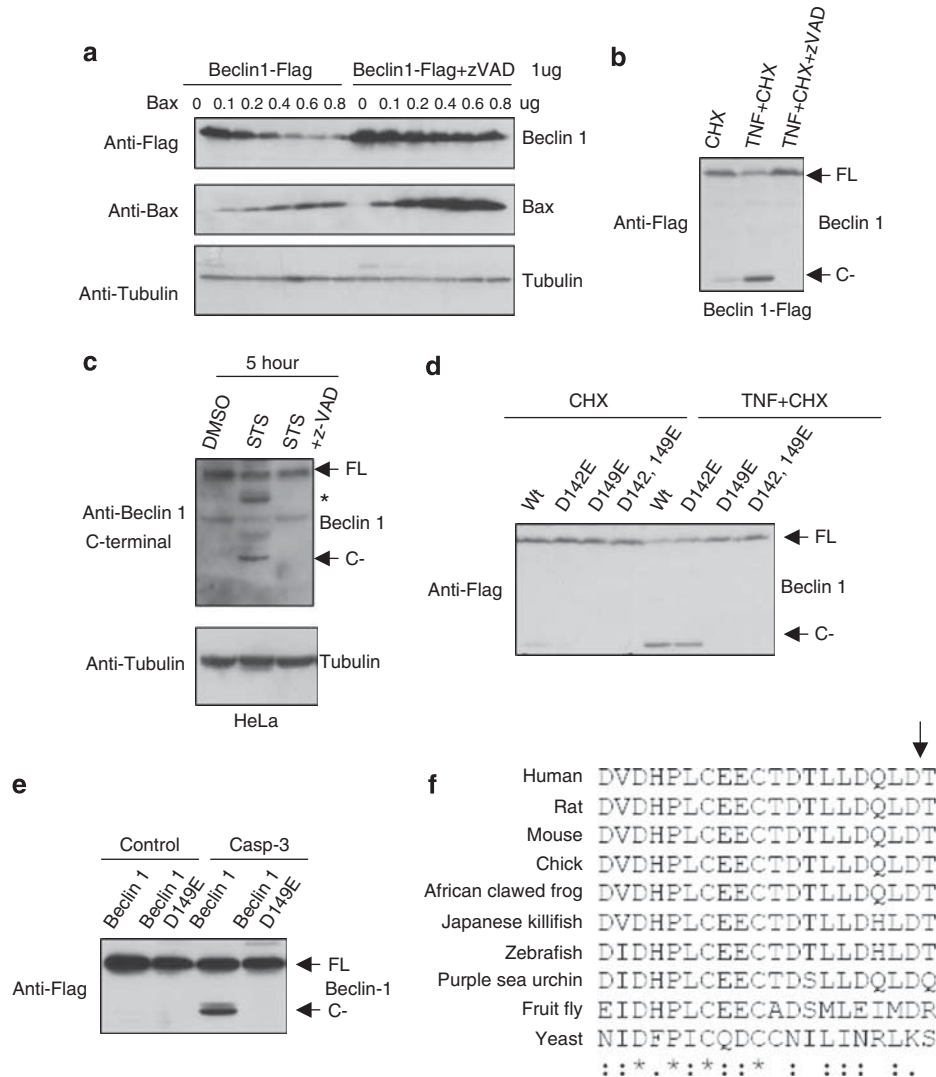 a
Beclin1-Flag Beclin1-Flag+zVAD 1ug
Bax 0 0.1 0.2 0.4 0.6 0.8 0 0.1 0.2 0.4 0.6 0.8 ug
Anti-Flag Beclin 1
Anti-Bax Bax
Anti-Tubulin Tubulin
b
CHX TNF+CHX TNF+CHX+zVAD
FL
Anti-Flag Beclin 1
C-
Beclin 1-Flag
c
5 hour
DMSO STS STS +z-VAD
FL
*
Anti-Beclin 1 Beclin 1
C-terminal
C-
Anti-Tubulin Tubulin
HeLa
d
CHX TNF+CHX
Wt D142E D149E D142, 149E Wt D142E D149E D142, 149E
FL
Anti-Flag Beclin 1
C-
e
Control Casp-3
Beclin 1 Beclin 1 D149E Beclin 1 Beclin 1 D149E
FL
Anti-Flag Beclin-1
C-
f
Human DVDHPLCEECTDTLLDQLDT
Rat DVDHPLCEECTDTLLDQLDT
Mouse DVDHPLCEECTDTLLDQLDT
Chick DVDHPLCEECTDTLLDQLDT
African clawed frog DVDHPLCEECTDTLLDQLDT
Japanese killifish DVDHPLCEECTDTLLDHLDT
Zebrafish DIDHPLCEECTDTLLDHLDT
Purple sea urchin DIDHPLCEECTDSLLDQLDQ
Fruit fly EIDHPLCEECADSMLEIMDR
Yeast NIDFPICQDCCNILINRLKS
::*.*:*::* : ::: :.